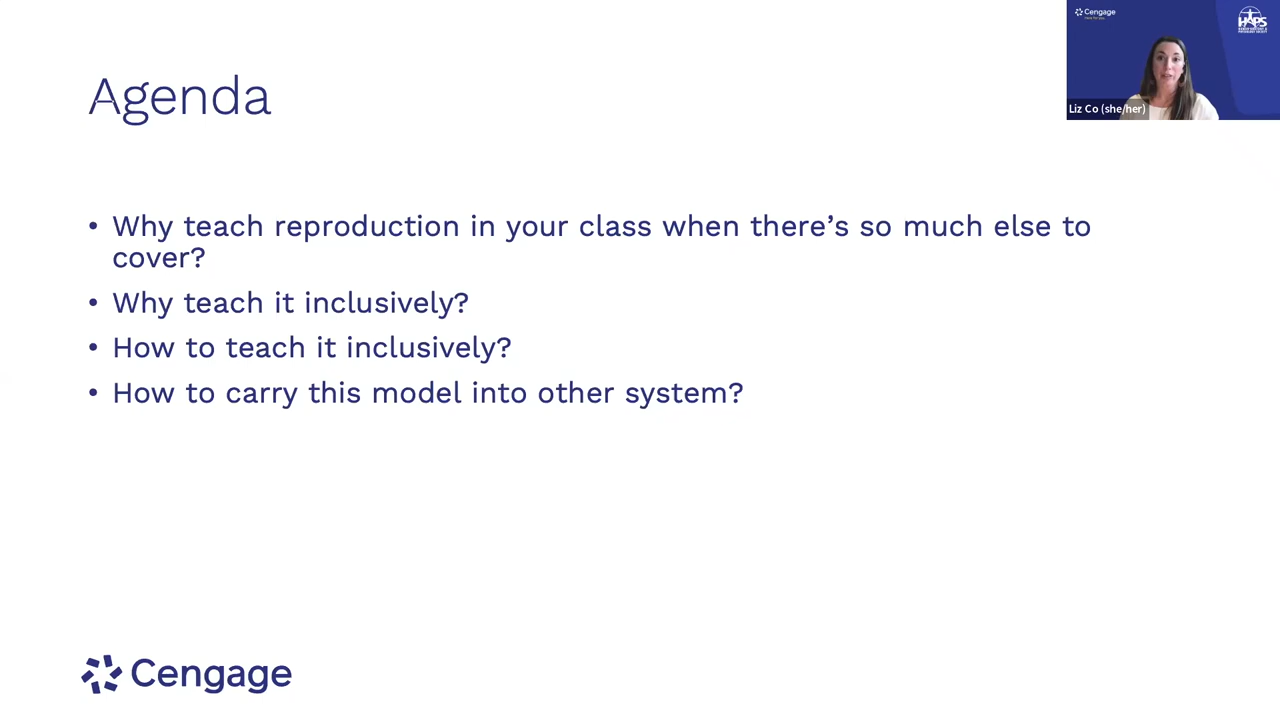 Cengage
HAPS
Liz Co (she/her)
Agenda
• Why teach reproduction in your class when there’s so much else to
cover?
• Why teach it inclusively?
• How to teach it inclusively?
• How to carry this model into other system?
Cengage